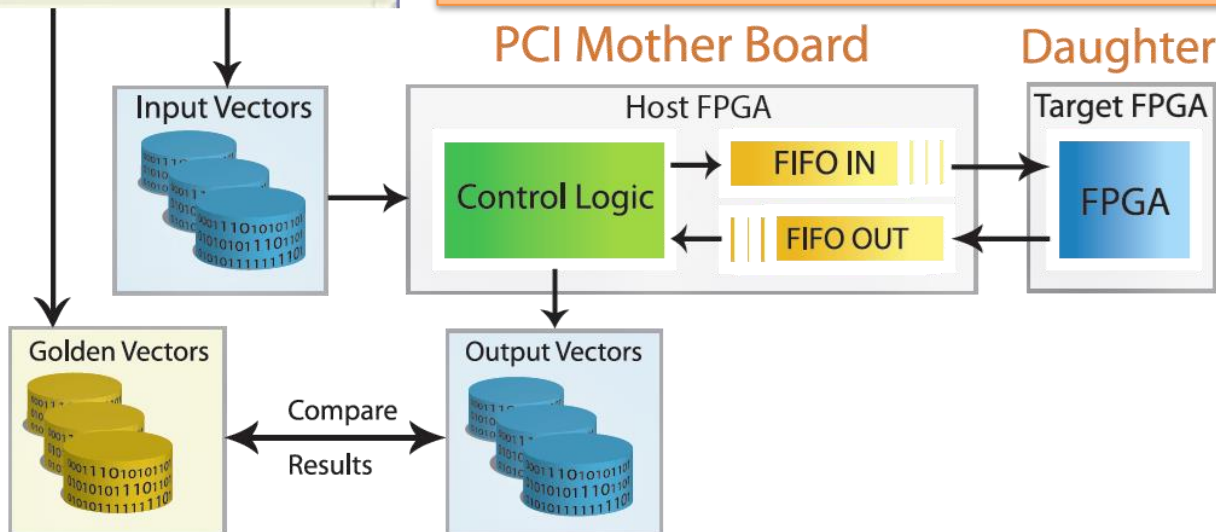 PCI Mother Board
Daughter
Input Vectors
Host FPGA
Target FPGA
Control Logic
FIFO IN
FPGA
FIFO OUT
Golden Vectors
Output Vectors
Compare
Results